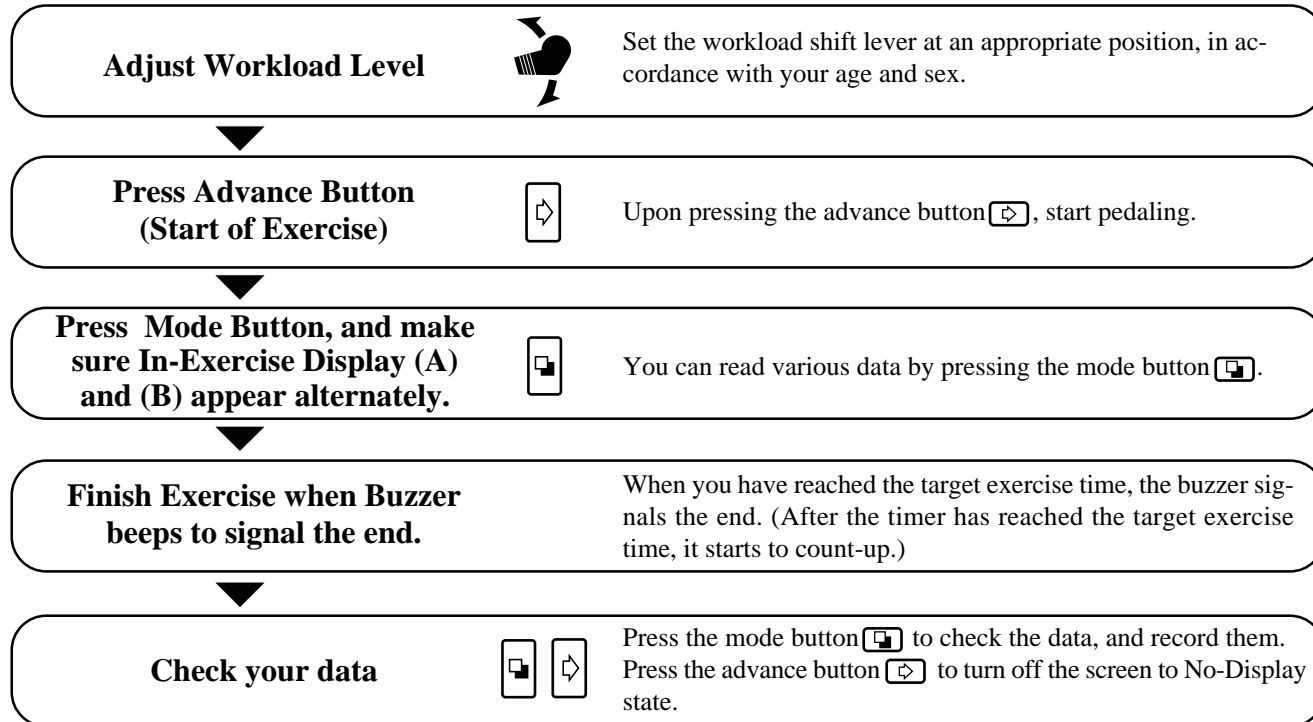 Adjust Workload Level
Set the workload shift lever at an appropriate position, in ac-
cordance with your age and sex.
Press Advance Button
(Start of Exercise)
Upon pressing the advance button , start pedaling.
Press Mode Button, and make
sure In-Exercise Display (A)
and (B) appear alternately.
You can read various data by pressing the mode button .
Finish Exercise when Buzzer
beeps to signal the end.
When you have reached the target exercise time, the buzzer sig-
nals the end. (After the timer has reached the target exercise
time, it starts to count-up.)
Check your data
Press the mode button to check the data, and record them.
Press the advance button to turn off the screen to No-Display
state.